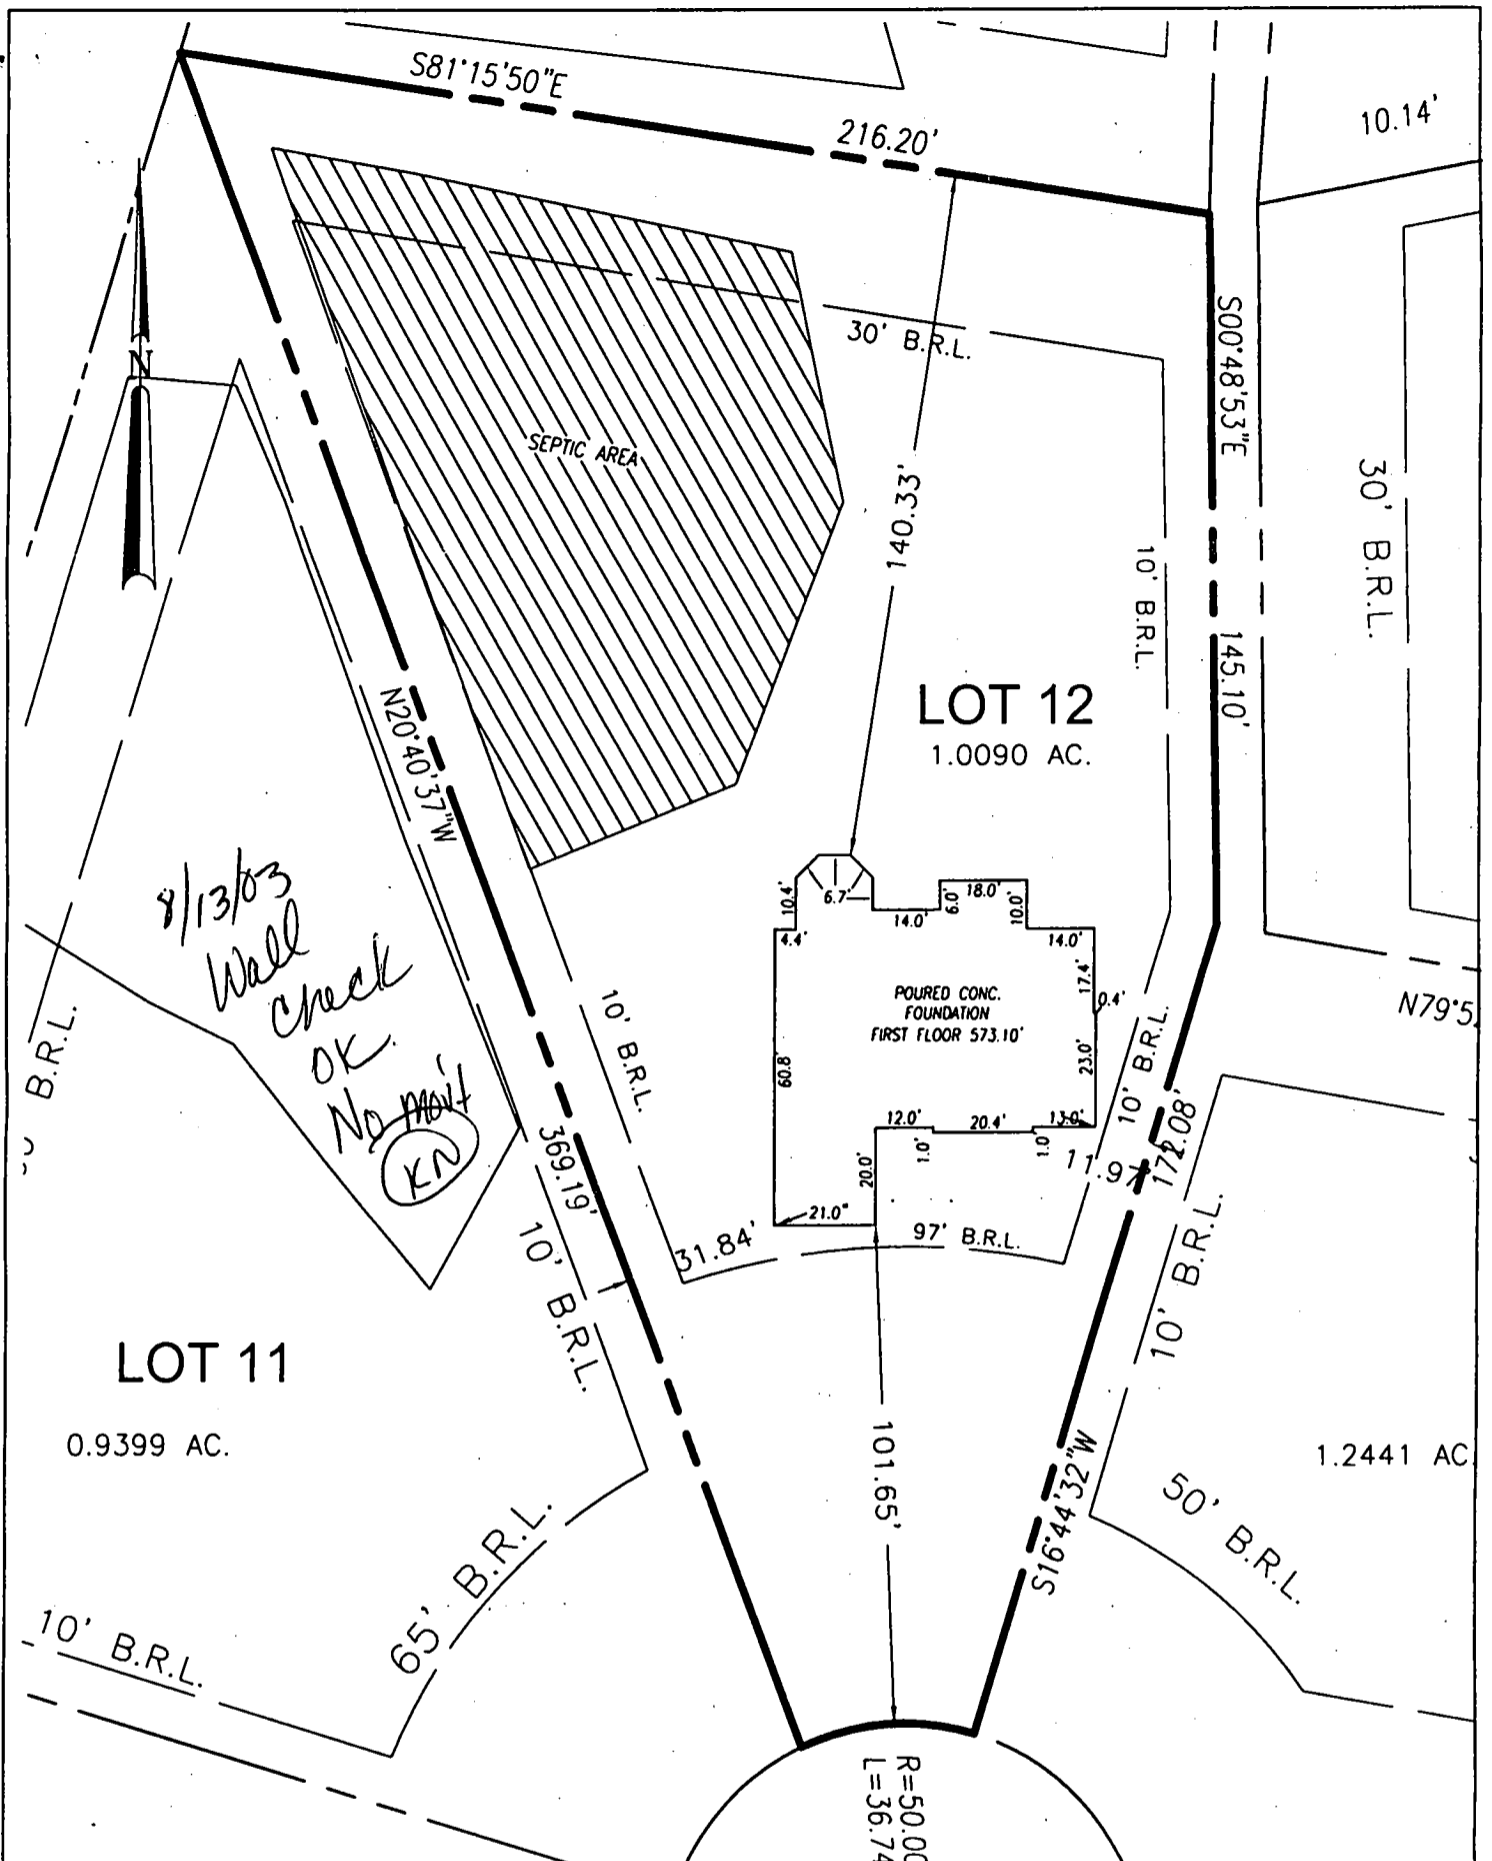 S81°15'50"E
216.20'
10.14'
30' B.R.L.
S00°48'53"E
145.10'
30' B.R.L.
N
SEPTIC AREA
140.33'
10' B.R.L.
LOT 12
1.0090 AC.
N20°40'37"W
369.19'
8/13/03
Wall
Check
OK.
No
KN
10.4'
6.7'
4.4'
14.0'
6.0'
18.0'
10.0'
14.0'
17.4'
0.4'
POURED CONC.
FOUNDATION
FIRST FLOOR 573.10'
60.8'
23.0'
12.0'
1.0'
20.4'
1.0'
13.0'
20.0'
21.0"
10' B.R.L.
10' B.R.L.
N79°5
11.97'
B.R.L.
31.84'
97' B.R.L.
10' B.R.L.
10' B.R.L.
LOT 11
0.9399 AC.
101.65'
S16°44'32"W
1.2441 AC
50' B.R.L.
65' B.R.L.
10' B.R.L.
R=50.00
L=36.74